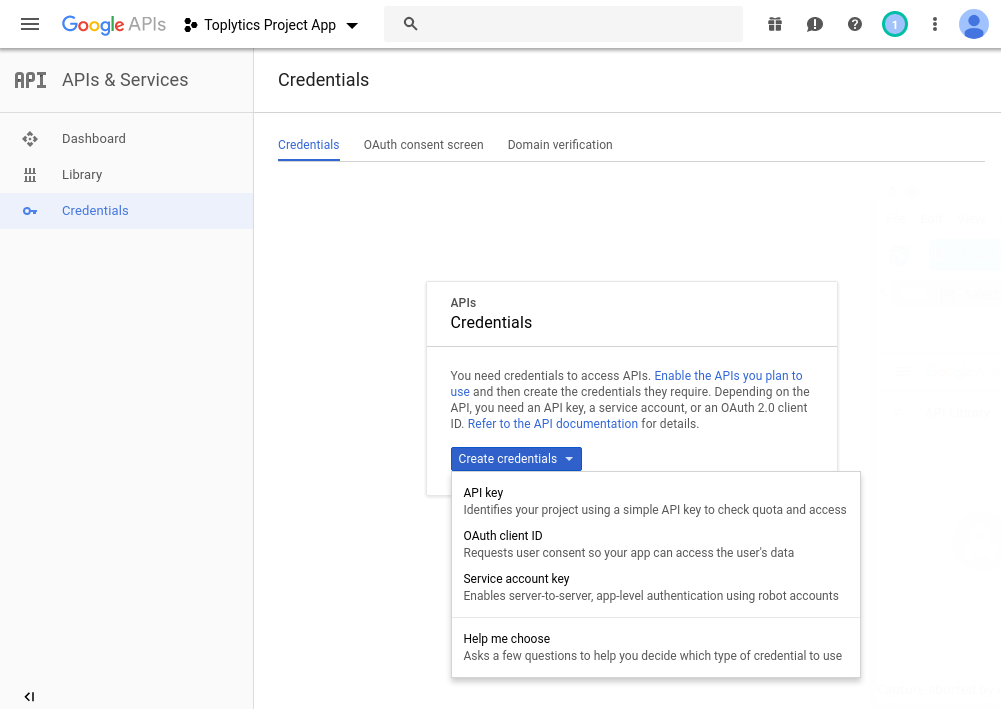 Google APIs
Toplytics Project App
1
API APIs & Services
Credentials
Dashboard
Library
Credentials
Credentials
OAuth consent screen
Domain verification
APIs
Credentials
You need credentials to access APIs. Enable the APIs you plan to
use and then create the credentials they require. Depending on the
API, you need an API key, a service account, or an OAuth 2.0 client
ID. Refer to the API documentation for details.
Create credentials
API key
Identifies your project using a simple API key to check quota and access
OAuth client ID
Requests user consent so your app can access the user's data
Service account key
Enables server-to-server, app-level authentication using robot accounts
Help me choose
Asks a few questions to help you decide which type of credential to use